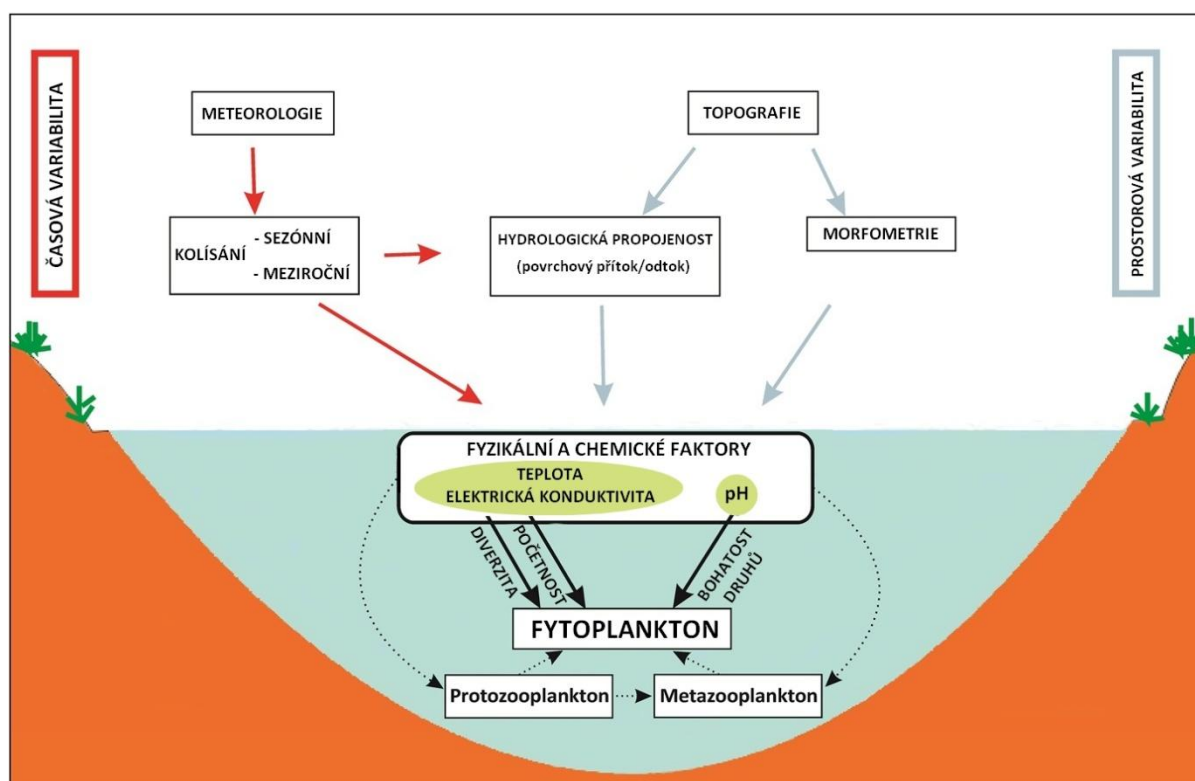 ČASOVÁ VARIABILITA
METEOROLOGIE
TOPOGRAFIE
PROSTOROVÁ VARIABILITA
KOLÍSÁNÍ
- SEZÓNNÍ
- MEZIROČNÍ
HYDROLOGICKÁ PROPOJENOST
(povrchový přítok/odtok)
MORFOMETRIE
FYZIKÁLNÍ A CHEMICKÉ FAKTORY
TEPLOTA
ELEKTRICKÁ KONDUKTIVITA
pH
DIVERZITA
POČETNOST
BOHATOST
DRUHŮ
FYTOPLANKTON
Protozooplankton
Metazooplankton